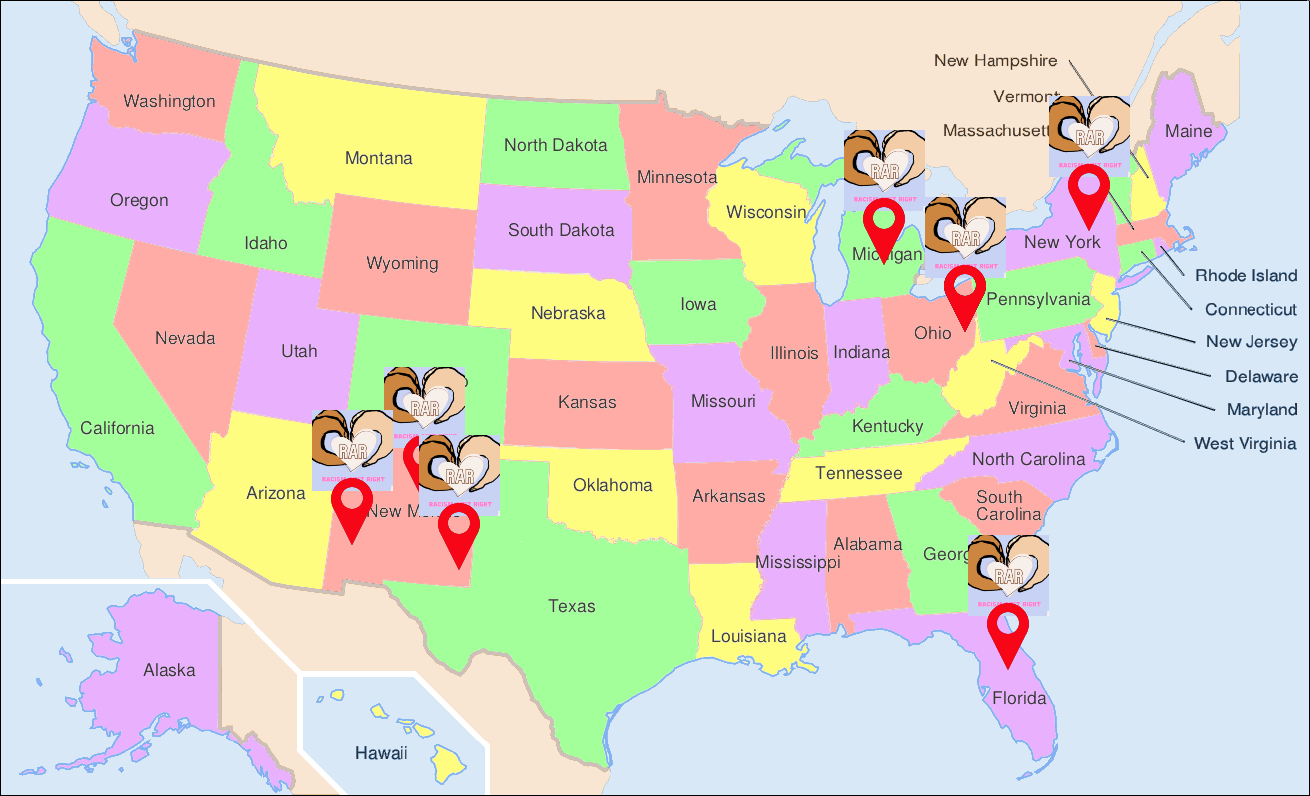 New Hampshire
Vermont
Massachusett
Maine
Washington
Montana
North Dakota
Minnesota
Oregon
Idaho
Wyoming
South Dakota
Wisconsin
Michigan
New York
Rhode Island
Connecticut
New Jersey
Delaware
Maryland
West Virginia
Nevada
Utah
Nebraska
Iowa
Illinois
Indiana
Ohio
Pennsylvania
California
Kansas
Missouri
Kentucky
Virginia
Arizona
New M
Oklahoma
Arkansas
Tennessee
North Carolina
South
Carolina
Texas
Louisiana
Mississippi
Alabama
Georg
Florida
Alaska
Hawaii
RAR
RAR
RAR
RAR
RAR
RAR
RAR